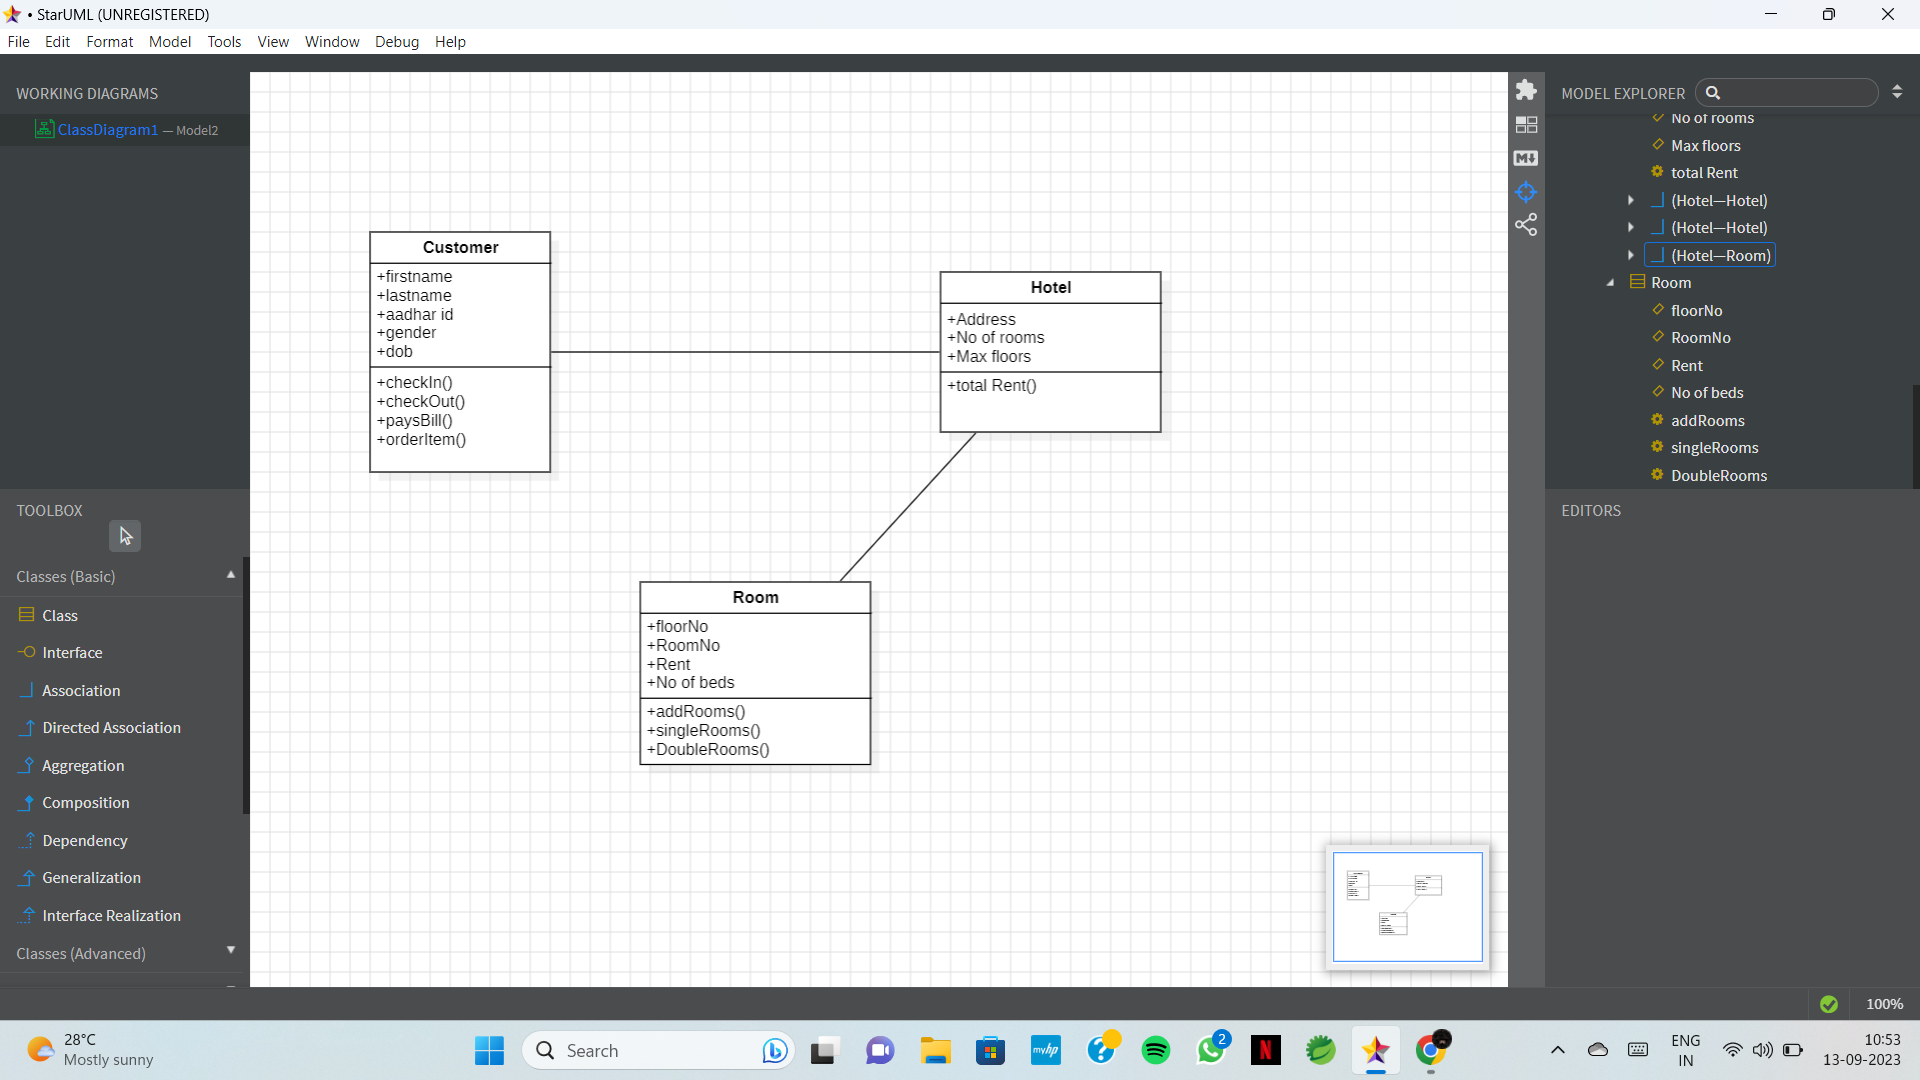 • StarUML (UNREGISTERED)
File Edit Format Model Tools View Window Debug Help
WORKING DIAGRAMS
ClassDiagram1 — Model2
TOOLBOX
Classes (Basic)
Class
Interface
Association
Directed Association
Aggregation
Composition
Dependency
Generalization
Interface Realization
Classes (Advanced)
Customer
+firstname
+lastname
+aadhar id
+gender
+dob
+checkIn()
+checkOut()
+paysBill()
+orderItem()
Hotel
+Address
+No of rooms
+Max floors
+total Rent()
Room
+floorNo
+RoomNo
+Rent
+No of beds
+addRooms()
+singleRooms()
+DoubleRooms()
MODEL EXPLORER
No of rooms
Max floors
total Rent
(Hotel—Hotel)
(Hotel—Hotel)
(Hotel—Room)
Room
floorNo
RoomNo
Rent
No of beds
addRooms
singleRooms
DoubleRooms
EDITORS
100%
28°C
Mostly sunny
Search
myhp
2
N
ENG
IN
10:53
13-09-2023